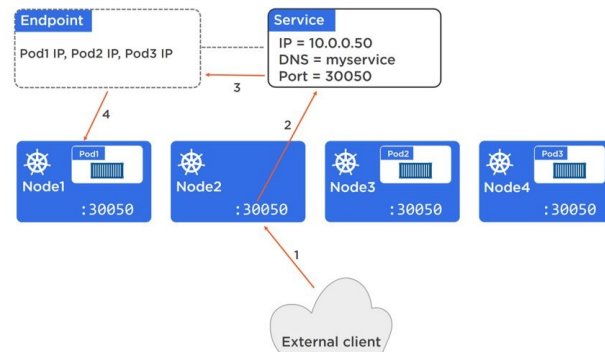 Endpoint
Pod1 IP, Pod2 IP, Pod3 IP
Service
IP = 10.0.0.50
DNS = myservice
Port = 30050
3
4
2
Node1
Pod1
:30050
Node2
:30050
Node3
Pod2
:30050
Node4
Pod3
:30050
1
External client